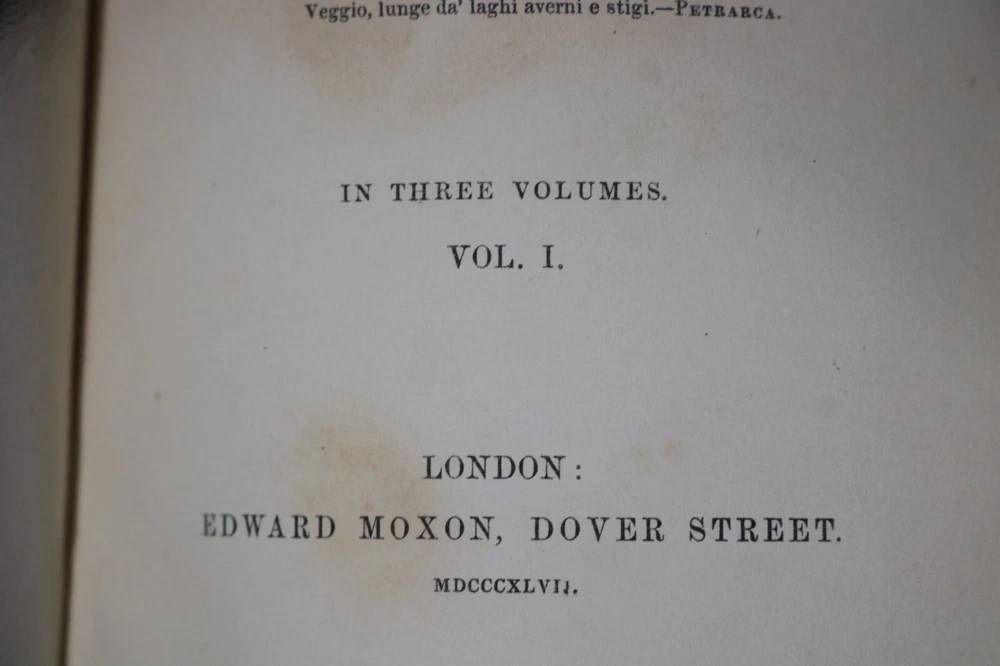 Veggio, lunge da' laghi averni e stigi.—PETRARCA.
IN THREE VOLUMES.
VOL. I.
LONDON:
EDWARD MOXON, DOVER STREET.
MDCCCXLVII.